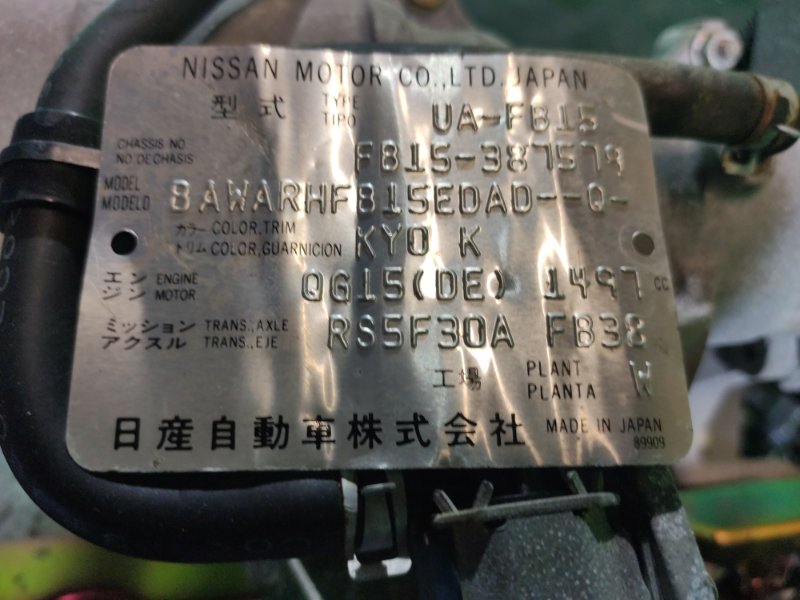 NISSAN MOTOR CO.,LTD.JAPAN
型式 TYPE TIPO UA-FB15
CHASSIS NO NO DE CHASIS FB15-387579
MODEL MODELO BAWARHFB15EDAD--Q-
カラー COLOR,TRIM
トリム COLOR,GUARNICION KY0 K
エンジン ENGINE MOTOR QG15(DE) 1497 cc
ミッション TRANS.,AXLE
アクスル TRANS.,EJE RS5F30A FB38
工場 PLANT PLANTA W
日産自動車株式会社 MADE IN JAPAN
89909